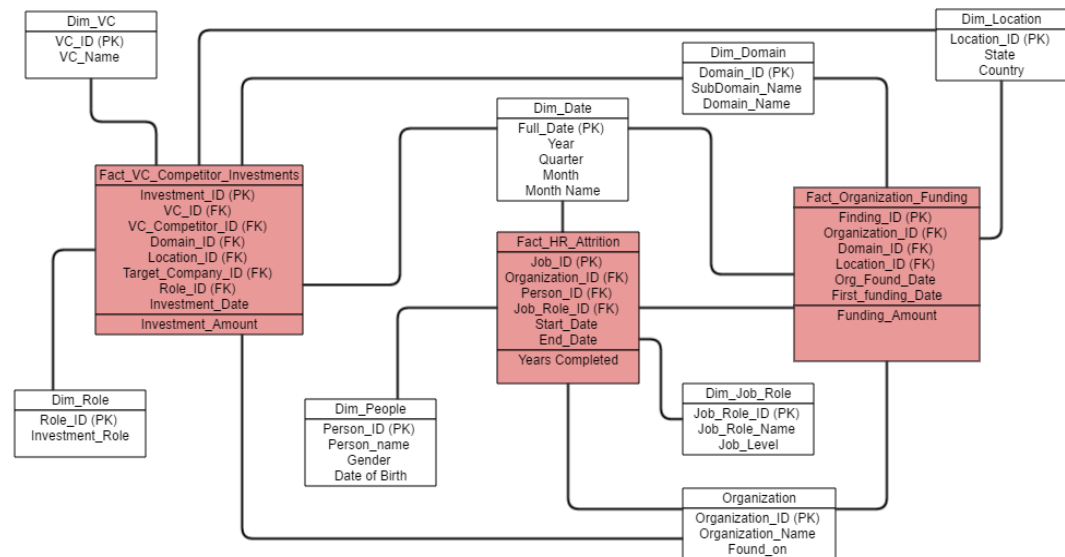 Dim_VC
VC_ID (PK)
VC_Name
Dim_Location
Location_ID (PK)
State
Country
Dim_Domain
Domain_ID (PK)
SubDomain_Name
Domain_Name
Dim_Date
Full_Date (PK)
Year
Quarter
Month
Month Name
Fact_VC_Competitor_Investments
Investment_ID (PK)
VC_ID (FK)
VC_Competitor_ID (FK)
Domain_ID (FK)
Location_ID (FK)
Target_Company_ID (FK)
Role_ID (FK)
Investment_Date
Investment_Amount
Fact_Organization_Funding
Finding_ID (PK)
Organization_ID (FK)
Domain_ID (FK)
Location_ID (FK)
Org_Found_Date
First_funding_Date
Funding_Amount
Fact_HR_Attrition
Job_ID (PK)
Organization_ID (FK)
Person_ID (FK)
Job_Role_ID (FK)
Start_Date
End_Date
Years Completed
Dim_Role
Role_ID (PK)
Investment_Role
Dim_People
Person_ID (PK)
Person_name
Gender
Date of Birth
Dim_Job_Role
Job_Role_ID (PK)
Job_Role_Name
Job_Level
Organization
Organization_ID (PK)
Organization_Name
Found_on